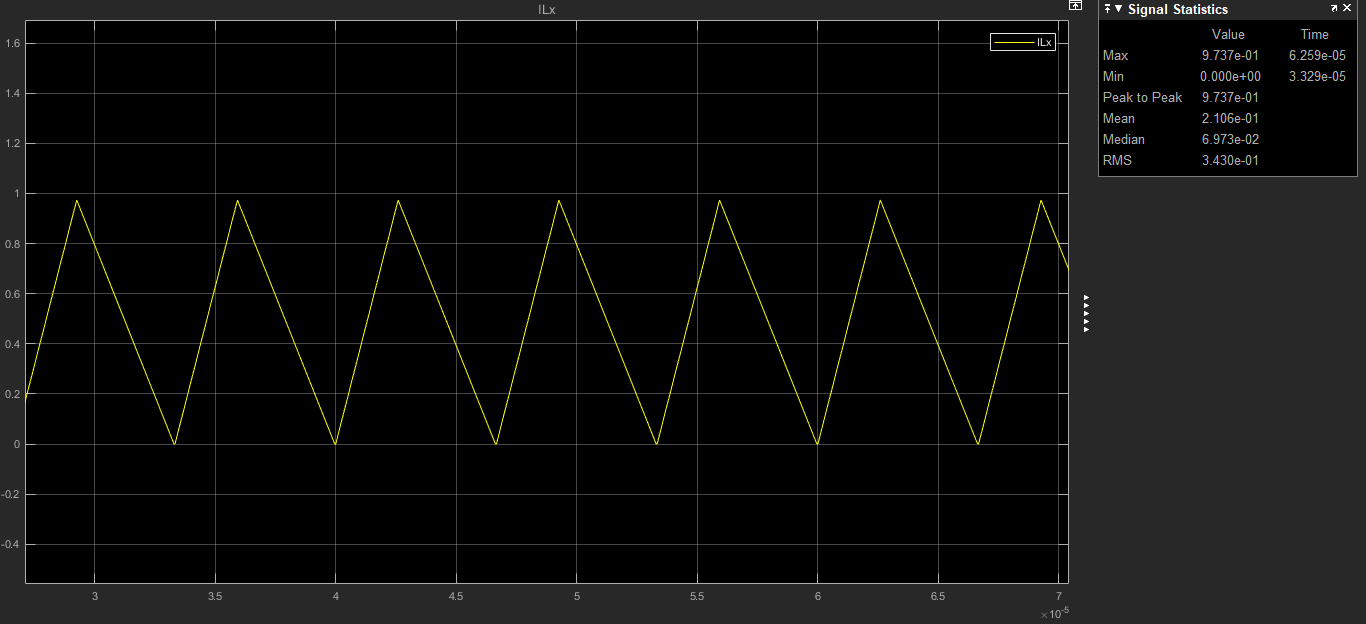 ILx
ILx
1.6
1.4
1.2
1
0.8
0.6
0.4
0.2
0
-0.2
-0.4
3 3.5 4 4.5 5 5.5 6 6.5 7
×10-5
Signal Statistics
Value Time
Max 9.737e-01 6.259e-05
Min 0.000e+00 3.329e-05
Peak to Peak 9.737e-01
Mean 2.106e-01
Median 6.973e-02
RMS 3.430e-01